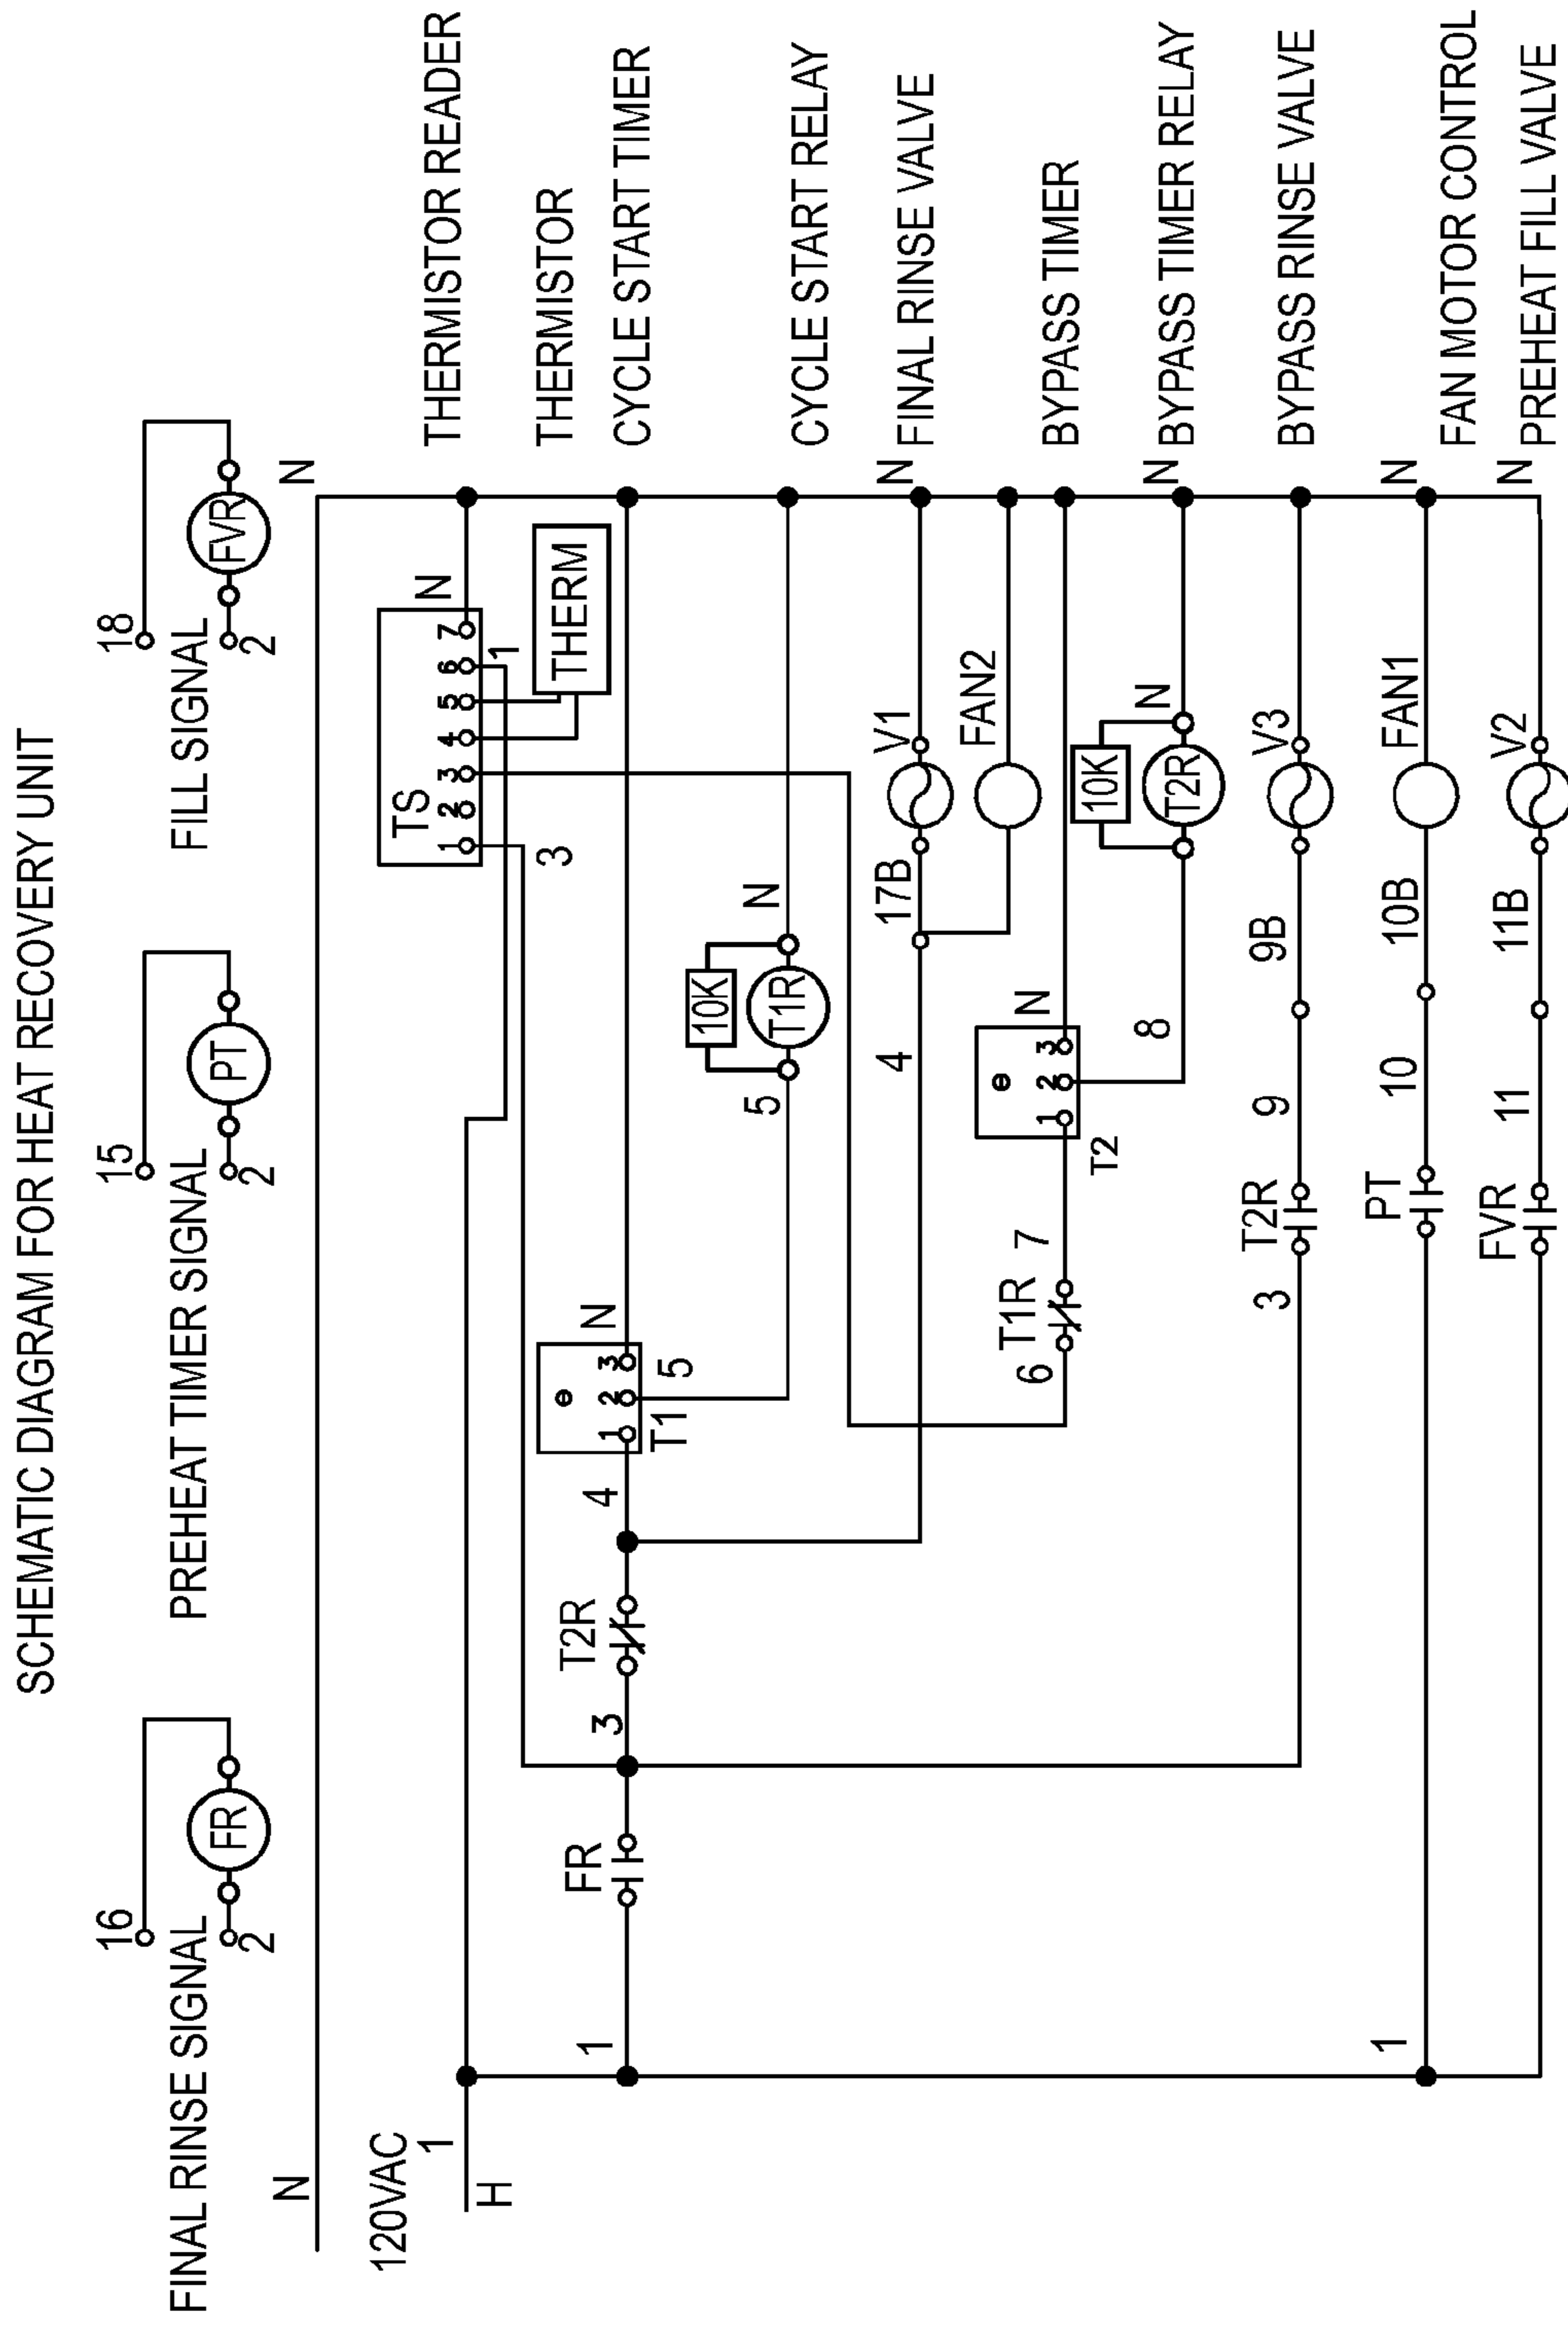 SCHEMATIC DIAGRAM FOR HEAT RECOVERY UNIT
16
FR
FINAL RINSE SIGNAL
2
15
PT
PREHEAT TIMER SIGNAL
2
18
FVR
FILL SIGNAL
2
N
N
120VAC
1
H
TS
1 2 3 4 5 6 7
N
THERMISTOR READER
3
1
THERM
THERMISTOR
1
FR
3
T2R
4
1 2 3
N
CYCLE START TIMER
T1
5
10K
5
T1R
N
CYCLE START RELAY
4
17B
V1
N
FINAL RINSE VALVE
FAN2
6
T1R
7
1 2 3
N
BYPASS TIMER
T2
8
10K
T2R
N
N
BYPASS TIMER RELAY
3
T2R
9
9B
V3
BYPASS RINSE VALVE
1
PT
10
10B
FAN1
N
FAN MOTOR CONTROL
FVR
11
11B
V2
N
PREHEAT FILL VALVE